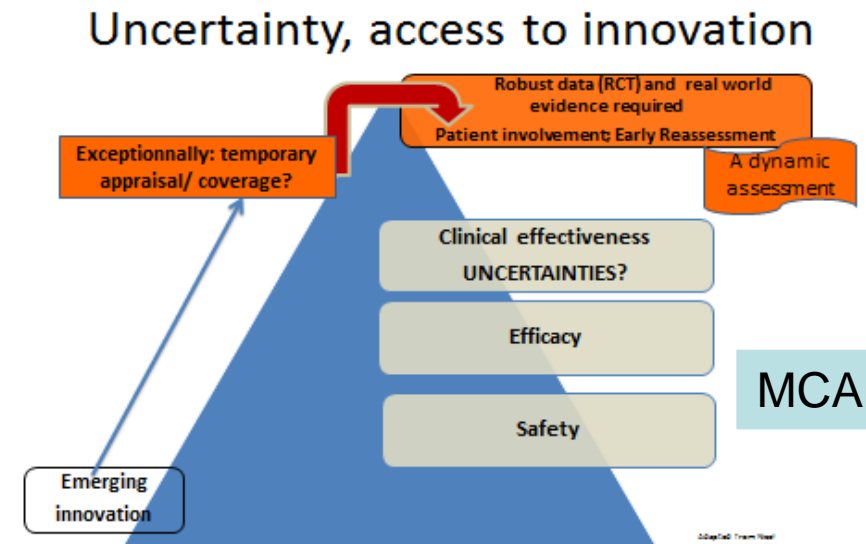 Uncertainty, access to innovation
Robust data (RCT) and real world
evidence required
Patient involvement; Early Reassessment
Exceptionnally: temporary
appraisal/ coverage?
A dynamic
assessment
Clinical effectiveness
UNCERTAINTIES?
Efficacy
MCA
Safety
Emerging
innovation